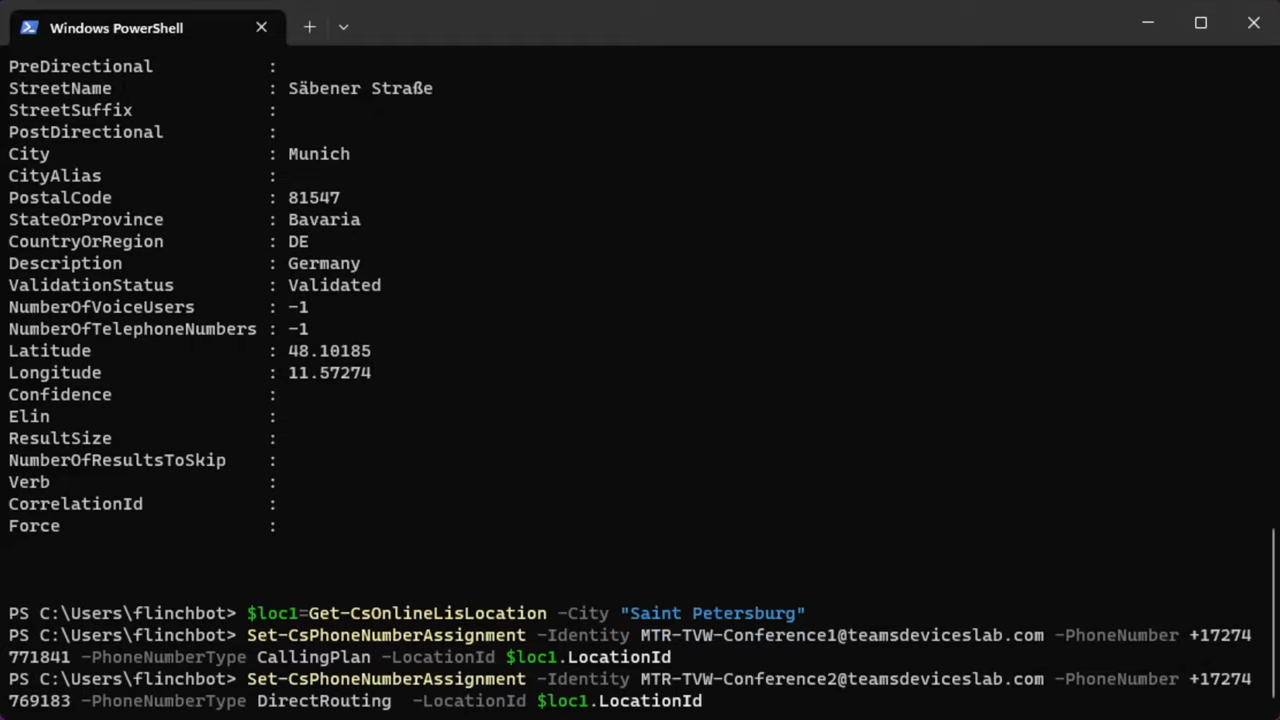 Windows PowerShell
PreDirectional :
StreetName : Säbener Straße
StreetSuffix :
PostDirectional :
City : Munich
CityAlias :
PostalCode : 81547
StateOrProvince : Bavaria
CountryOrRegion : DE
Description : Germany
ValidationStatus : Validated
NumberOfVoiceUsers : -1
NumberOfTelephoneNumbers : -1
Latitude : 48.10185
Longitude : 11.57274
Confidence :
Elin :
ResultSize :
NumberOfResultsToSkip :
Verb :
CorrelationId :
Force :
PS C:\Users\flinchbot> $loc1=Get-CsOnlineLisLocation -City "Saint Petersburg"
PS C:\Users\flinchbot> Set-CsPhoneNumberAssignment -Identity MTR-TVW-Conference1@teamsdeviceslab.com -PhoneNumber +17274
771841 -PhoneNumberType CallingPlan -LocationId $loc1.LocationId
PS C:\Users\flinchbot> Set-CsPhoneNumberAssignment -Identity MTR-TVW-Conference2@teamsdeviceslab.com -PhoneNumber +17274
769183 -PhoneNumberType DirectRouting  -LocationId $loc1.LocationId